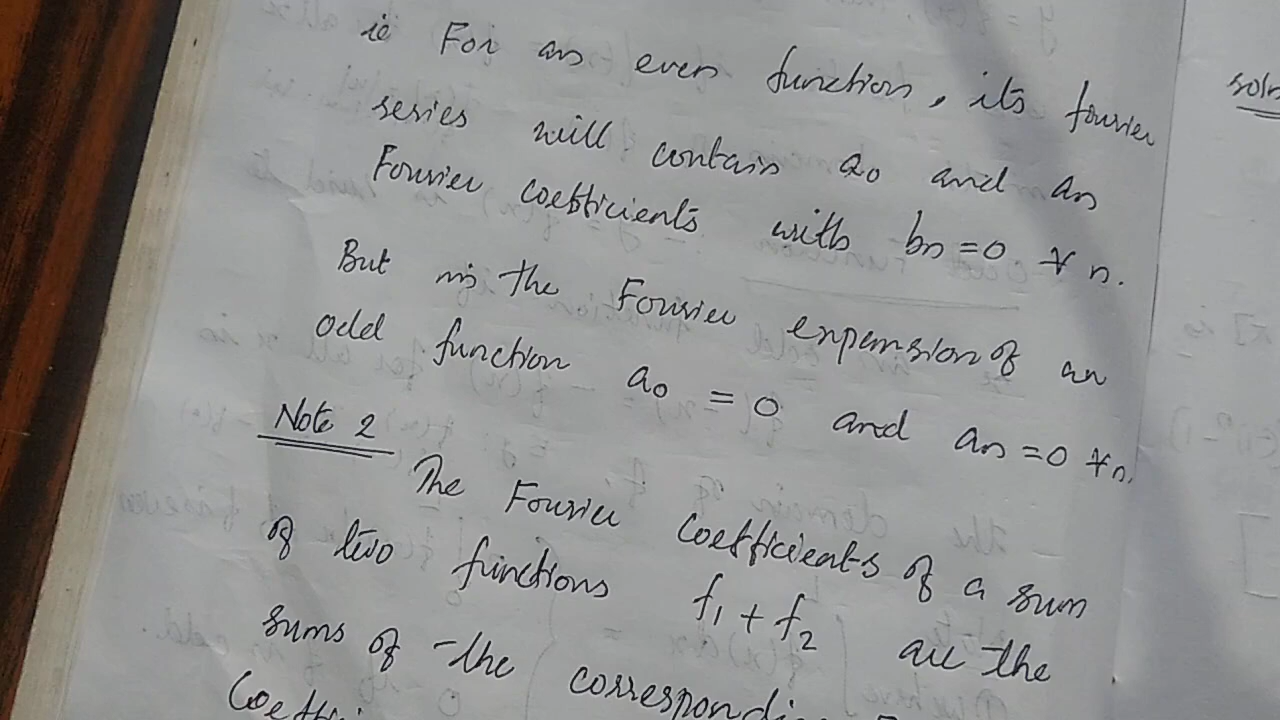 ie For an even function, its fourier
series will contain a₀ and aₙ
Fourier coefficients with bₙ = 0 ∀ n.
But in the Fourier expansion of an
odd function a₀ = 0 and aₙ = 0 ∀ n.
Note 2
The Fourier coefficients of a sum
of two functions f₁ + f₂ are the
sums of the corresponding
Soln